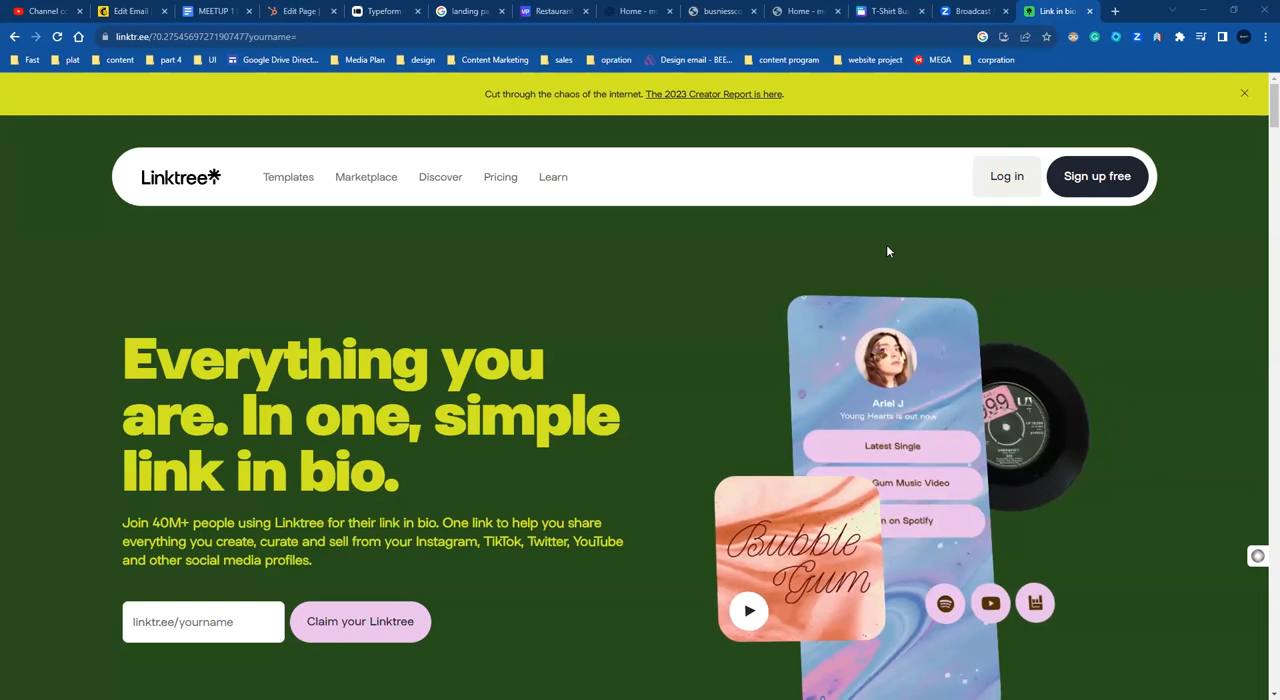 Channel co
Edit Email
MEETUP 1
Edit Page |
Typeform
landing pa
Restauran
Home - m
busniessco
Home - m
T-Shirt Bu
Broadcast
Link in bio
linktr.ee/?0.2754569727190747?yourname=
Fast
plat
content
part 4
UI
Google Drive Direct...
Media Plan
design
Content Marketing
sales
opration
Design email - BEE...
content program
website project
MEGA
corpration
Cut through the chaos of the internet. The 2023 Creator Report is here.
Linktree
Templates
Marketplace
Discover
Pricing
Learn
Log in
Sign up free
Everything you
are. In one, simple
link in bio.
Join 40M+ people using Linktree for their link in bio. One link to help you share
everything you create, curate and sell from your Instagram, TikTok, Twitter, YouTube
and other social media profiles.
linktr.ee/yourname
Claim your Linktree
Ariel J
Young Hearts is out now
Latest Single
Gum Music Video
n on Spotify
Bubble
Gum